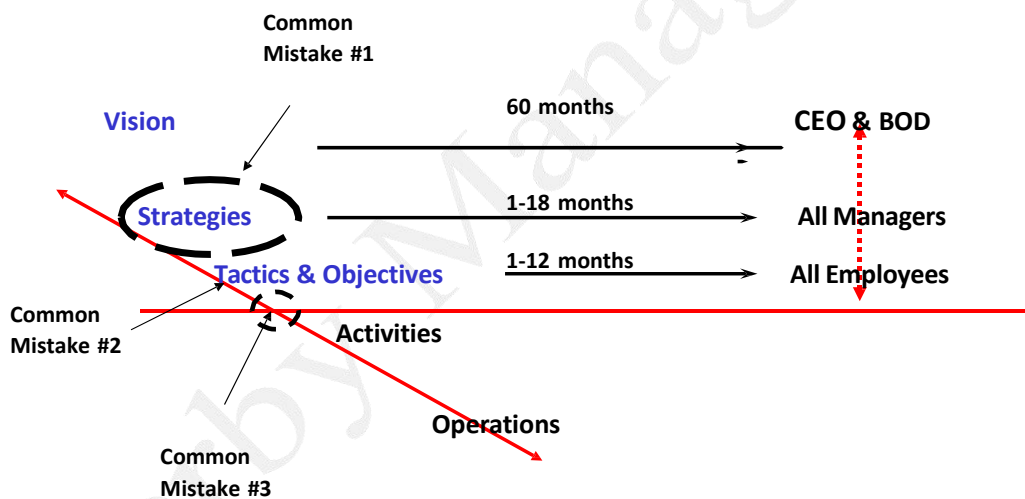 Common
Mistake #1
Vision
60 months
CEO & BOD
Strategies
1-18 months
All Managers
Tactics & Objectives
1-12 months
All Employees
Common
Mistake #2
Activities
Operations
Common
Mistake #3